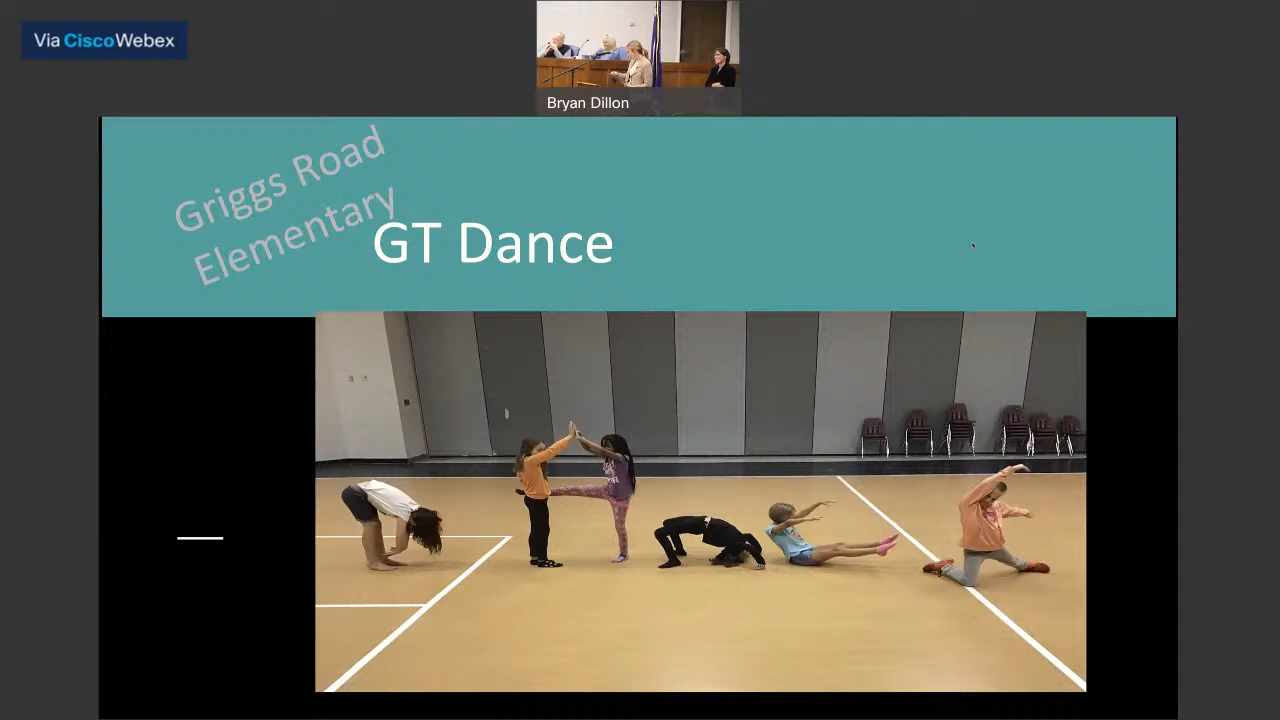 Via CiscoWebex
Bryan Dillon
Griggs Road
Elementary
GT Dance